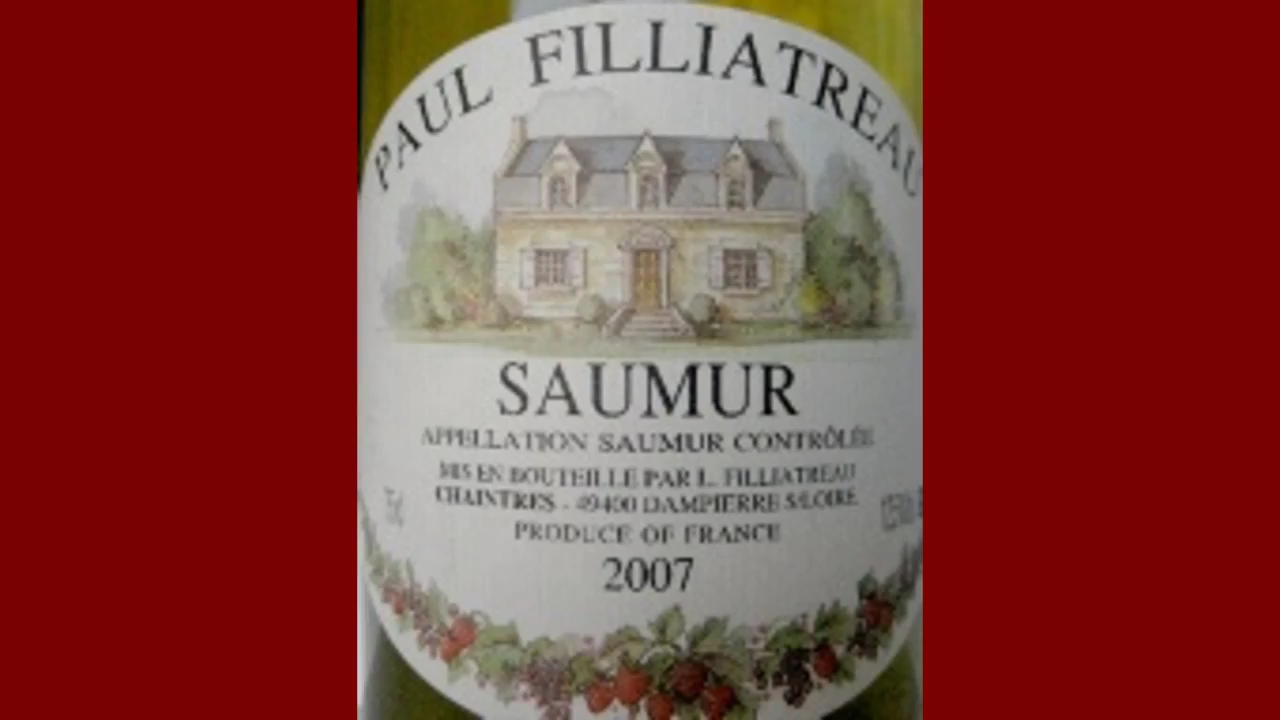 PAUL FILLIATREAU
SAUMUR
APPELLATION SAUMUR CONTRÔLÉE
MIS EN BOUTEILLE PAR L. FILLIATREAU
CHAINTRES - 49400 DAMPIERRE S/LOIRE
75cl
PRODUCE OF FRANCE
2007